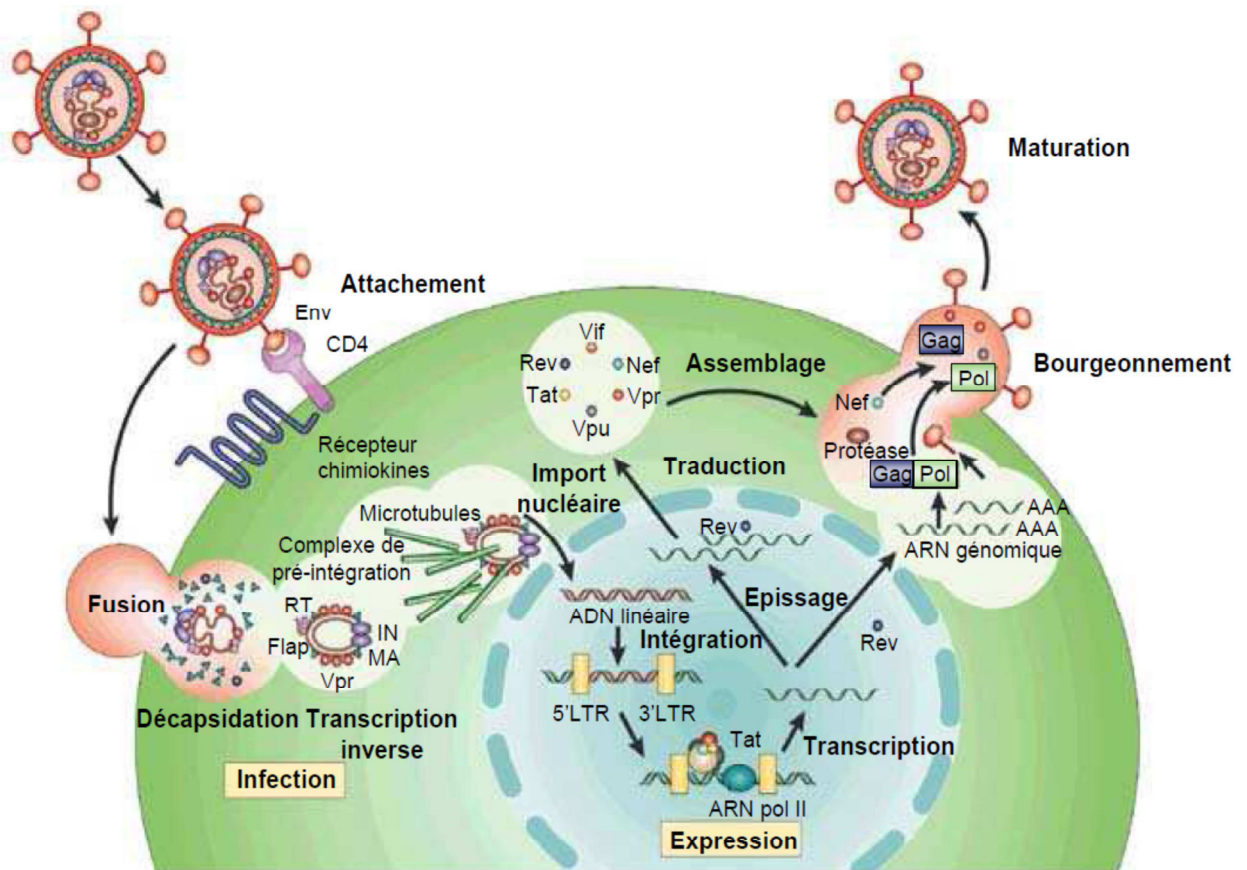 Maturation
Attachement
Env
CD4
Vif
Rev
Nef
Tat
Vpr
Vpu
Assemblage
Gag
Pol
Bourgeonnement
Nef
Protéase
Gag
Pol
AAA
AAA
ARN génomique
Récepteur
chimiokines
Import
nucléaire
Traduction
Microtubules
Complexe de
pré-intégration
Rev
Fusion
RT
Flap
IN
MA
Vpr
ADN linéaire
Intégration
Epissage
Rev
5'LTR
3'LTR
Décapsidation
Transcription
inverse
Infection
Tat
Transcription
ARN pol II
Expression